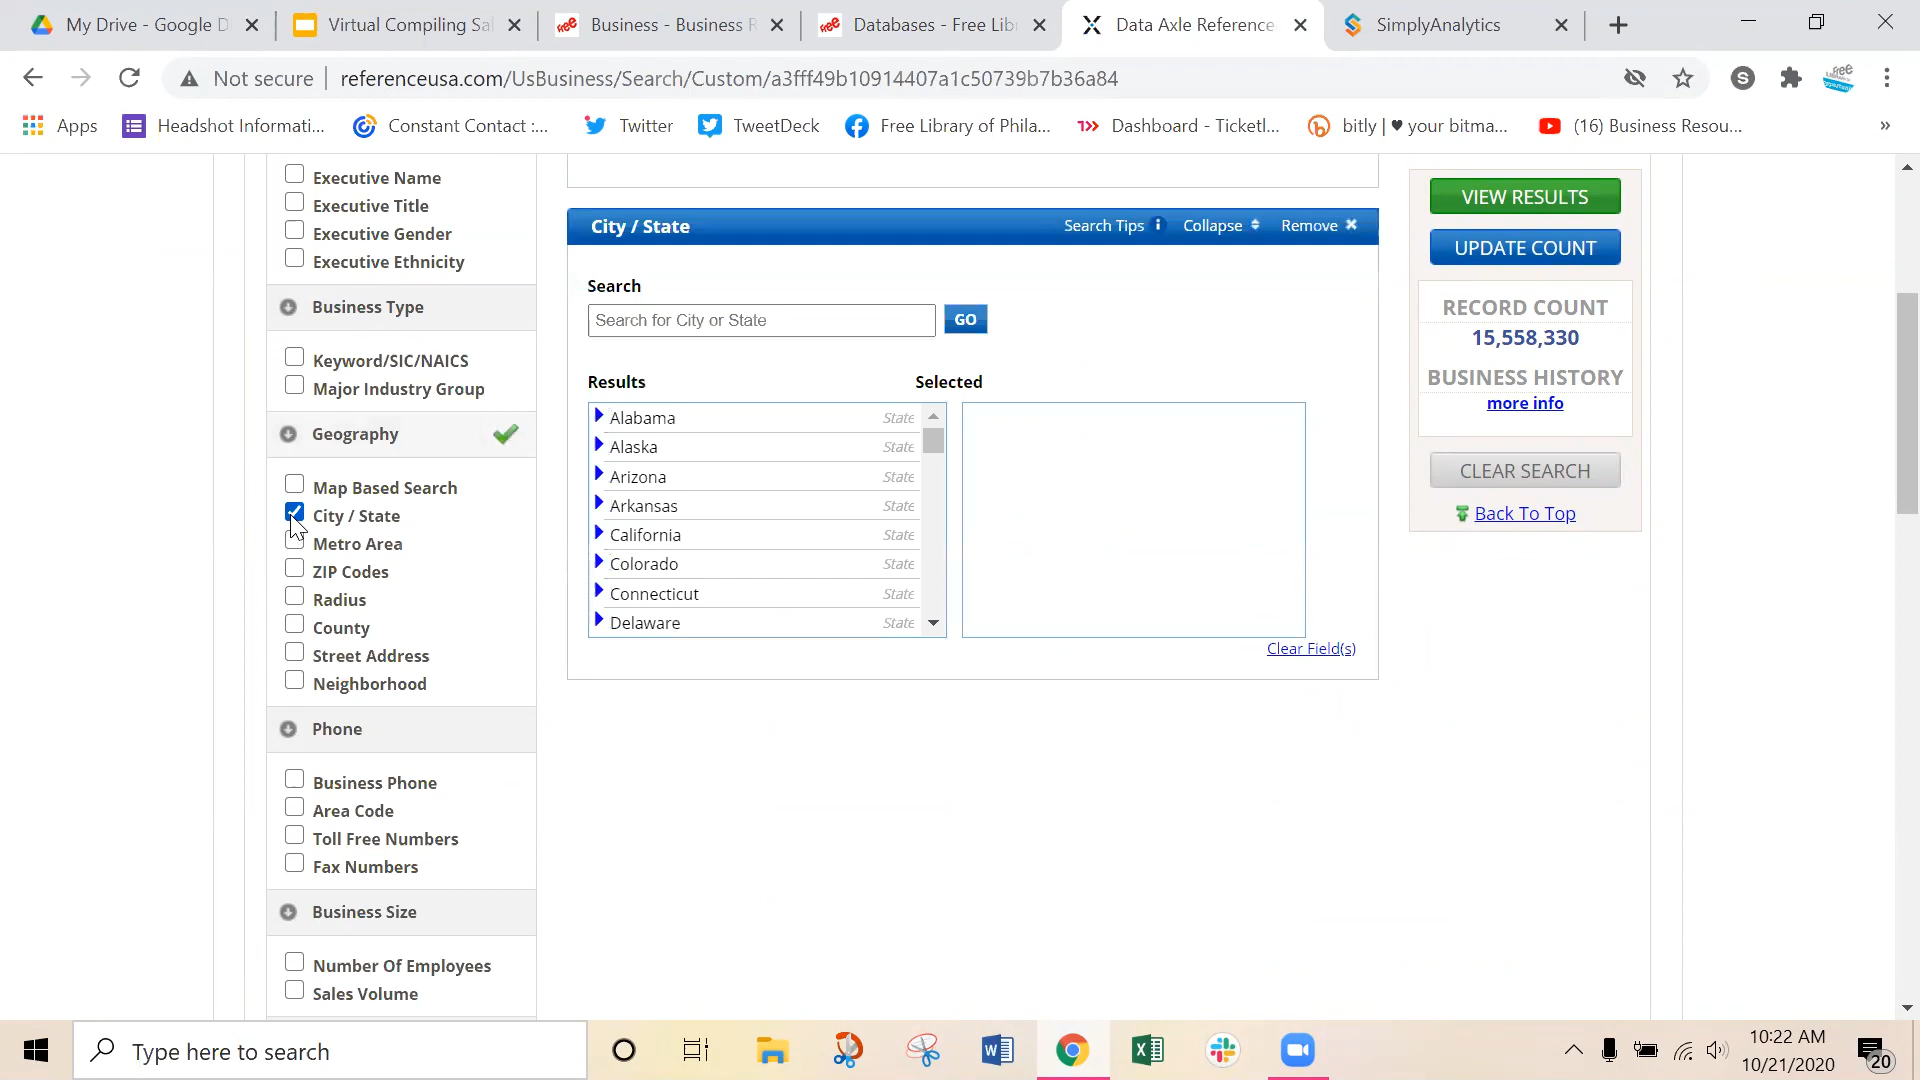 My Drive - Google D
Virtual Compiling Sal
Business - Business R
Databases - Free Lib
Data Axle Reference
SimplyAnalytics
Not secure
referenceusa.com/UsBusiness/Search/Custom/a3fff49b10914407a1c50739b7b36a84
Apps
Headshot Informati...
Constant Contact :...
Twitter
TweetDeck
Free Library of Phila...
Dashboard - Ticketl...
bitly | ♥ your bitma...
(16) Business Resou...
»
Executive Name
Executive Title
Executive Gender
Executive Ethnicity
Business Type
Keyword/SIC/NAICS
Major Industry Group
Geography
Map Based Search
City / State
Metro Area
ZIP Codes
Radius
County
Street Address
Neighborhood
Phone
Business Phone
Area Code
Toll Free Numbers
Fax Numbers
Business Size
Number Of Employees
Sales Volume
City / State
Search Tips
Collapse
Remove
Search
Search for City or State
GO
Results
Selected
Alabama State
Alaska State
Arizona State
Arkansas State
California State
Colorado State
Connecticut State
Delaware State
Clear Field(s)
VIEW RESULTS
UPDATE COUNT
RECORD COUNT
15,558,330
BUSINESS HISTORY
more info
CLEAR SEARCH
Back To Top
Type here to search
10:22 AM
10/21/2020
20